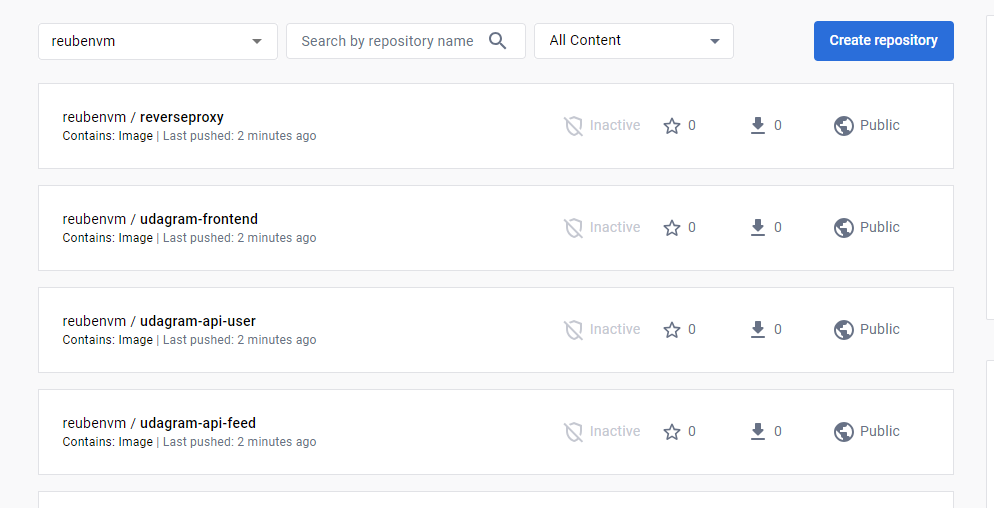 reubenvm Search by repository name All Content Create repository
reubenvm / reverseproxy
Contains: Image | Last pushed: 2 minutes ago
Inactive 0 0 Public
reubenvm / udagram-frontend
Contains: Image | Last pushed: 2 minutes ago
Inactive 0 0 Public
reubenvm / udagram-api-user
Contains: Image | Last pushed: 2 minutes ago
Inactive 0 0 Public
reubenvm / udagram-api-feed
Contains: Image | Last pushed: 2 minutes ago
Inactive 0 0 Public